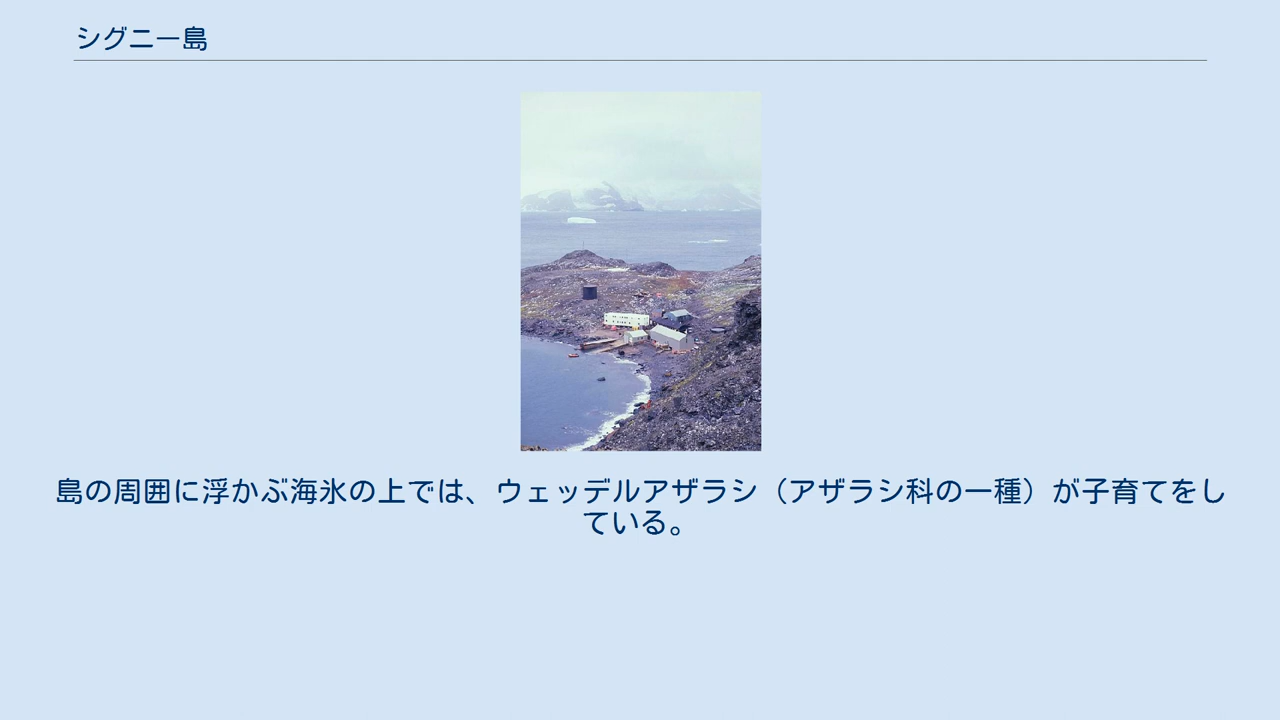 シグニー島
島の周囲に浮かぶ海氷の上では、ウェッデルアザラシ（アザラシ科の一種）が子育てをし
ている。